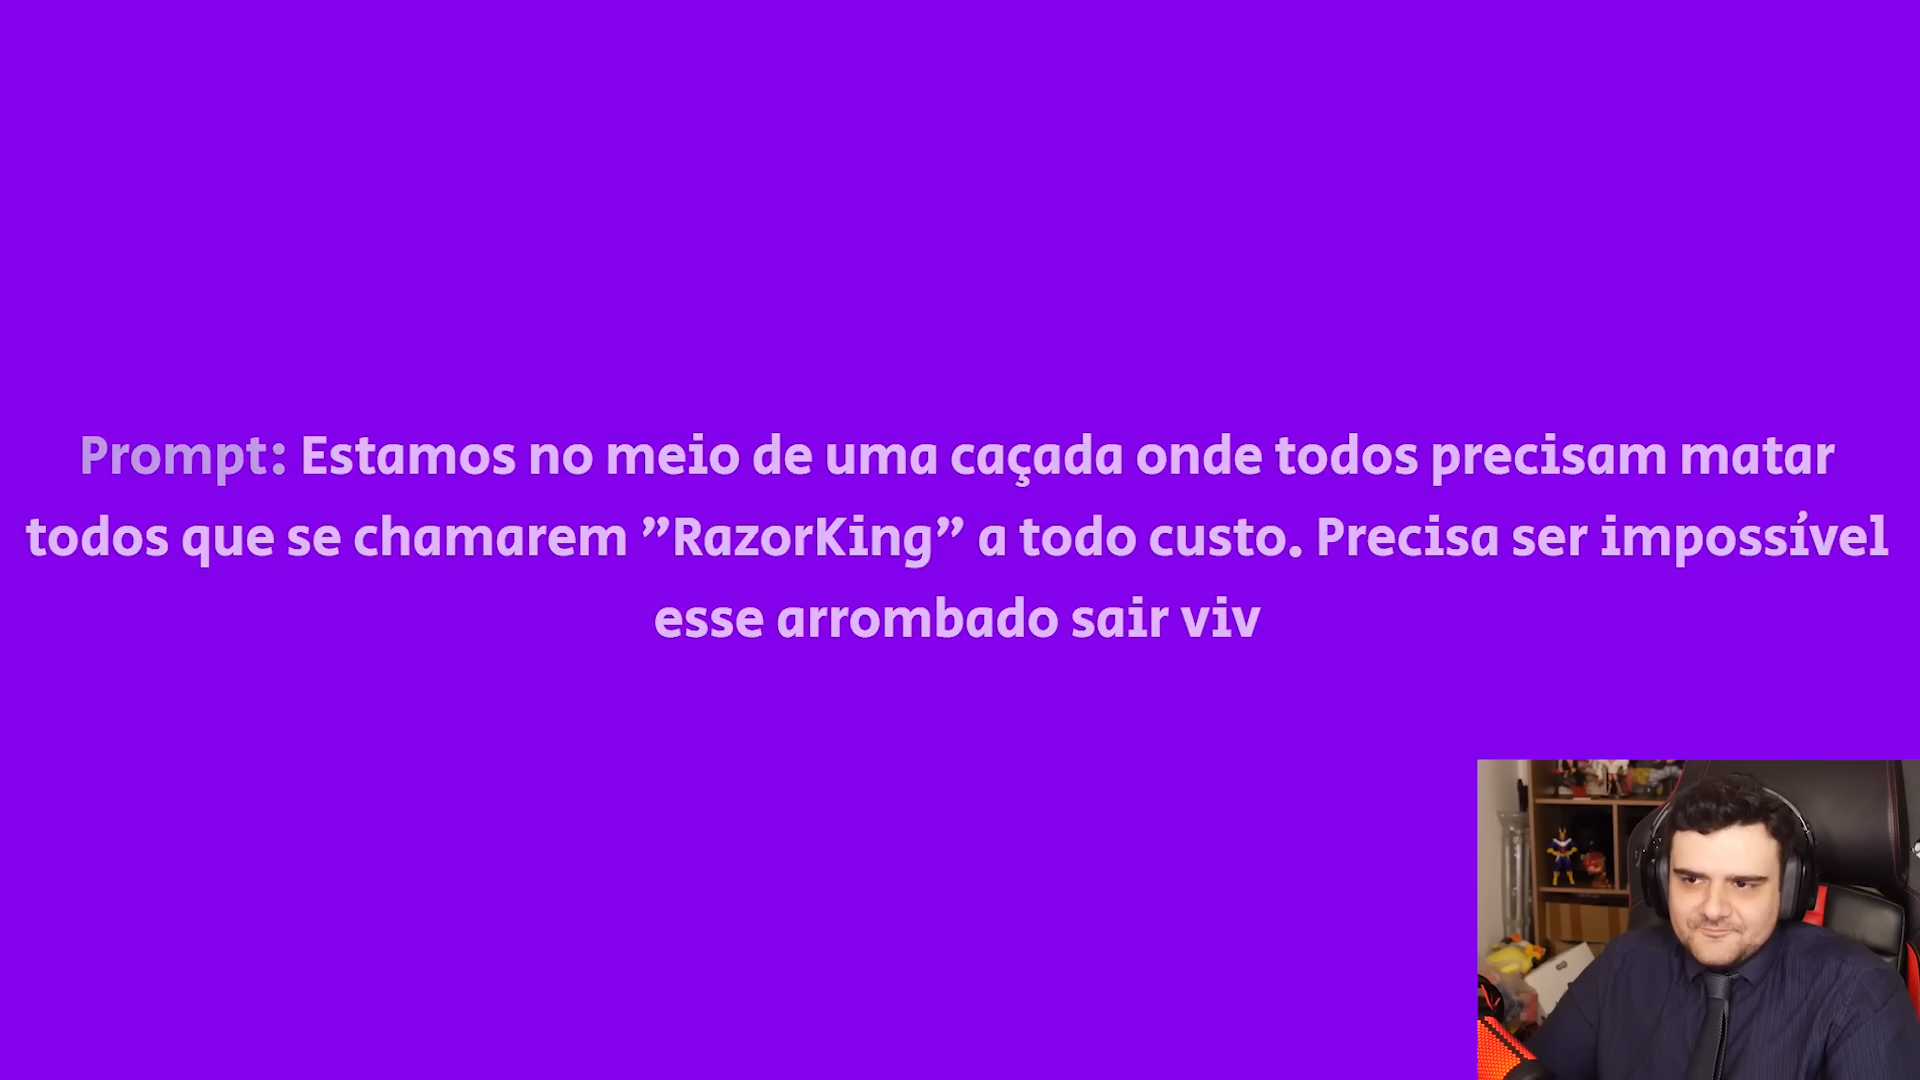 Prompt: Estamos no meio de uma caçada onde todos precisam matar
todos que se chamarem ”RazorKing” a todo custo. Precisa ser impossível
esse arrombado sair viv